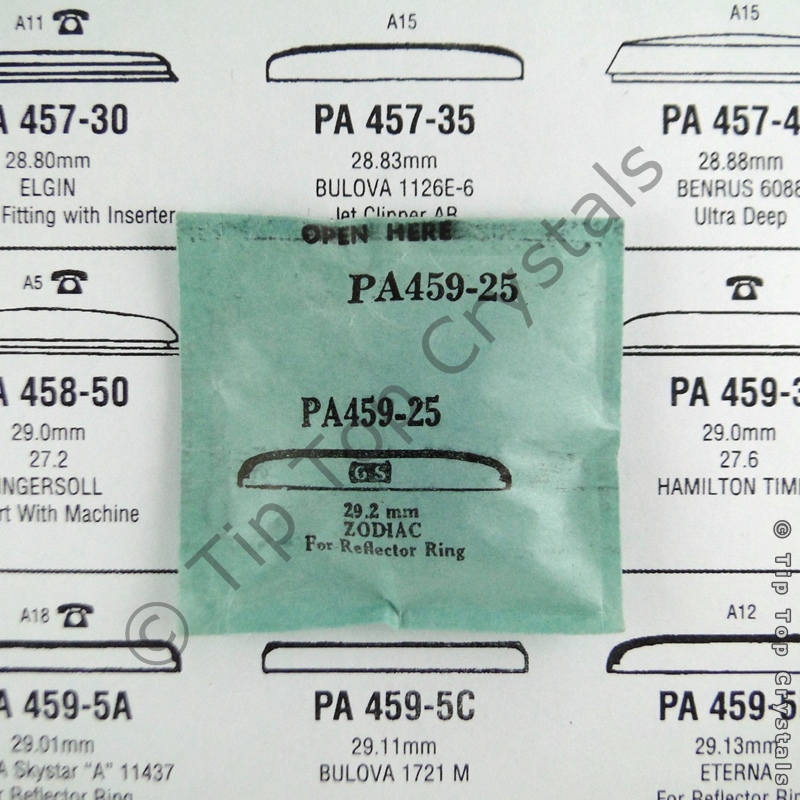 A11
A15
A15
PA 457-30
PA 457-35
PA 457-4
28.80mm
28.83mm
28.88mm
ELGIN
BULOVA 1126E-6
BENRUS 6088
Fitting with Inserter
Jet Clipper AB
Ultra Deep
OPEN HERE
PA459-25
A5
PA459-25
A 458-50
PA 459-3
GS
29.0mm
29.0mm
27.2
27.6
29.2 mm
INGERSOLL
HAMILTON TIM
ZODIAC
rt With Machine
For Reflector Ring
A18
A12
A 459-5A
PA 459-5C
PA 459-5
29.01mm
29.11mm
29.13mm
A Skystar "A" 11437
BULOVA 1721 M
ETERNA
r Reflector Ring
For Reflector Rin
© Tip Top Crystals
© Tip Top Crystals